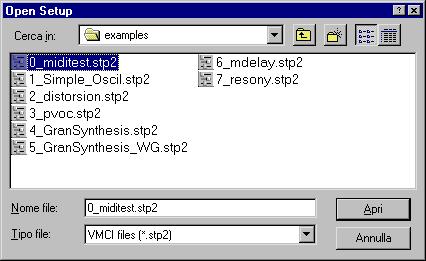 Open Setup
Cerca in: examples
0_miditest.stp2
1_Simple_Oscil.stp2
2_distorsion.stp2
3_pvoc.stp2
4_GranSynthesis.stp2
5_GranSynthesis_WG.stp2
6_mdelay.stp2
7_resony.stp2
Nome file: 0_miditest.stp2 Apri
Tipo file: VMCI files (*.stp2) Annulla